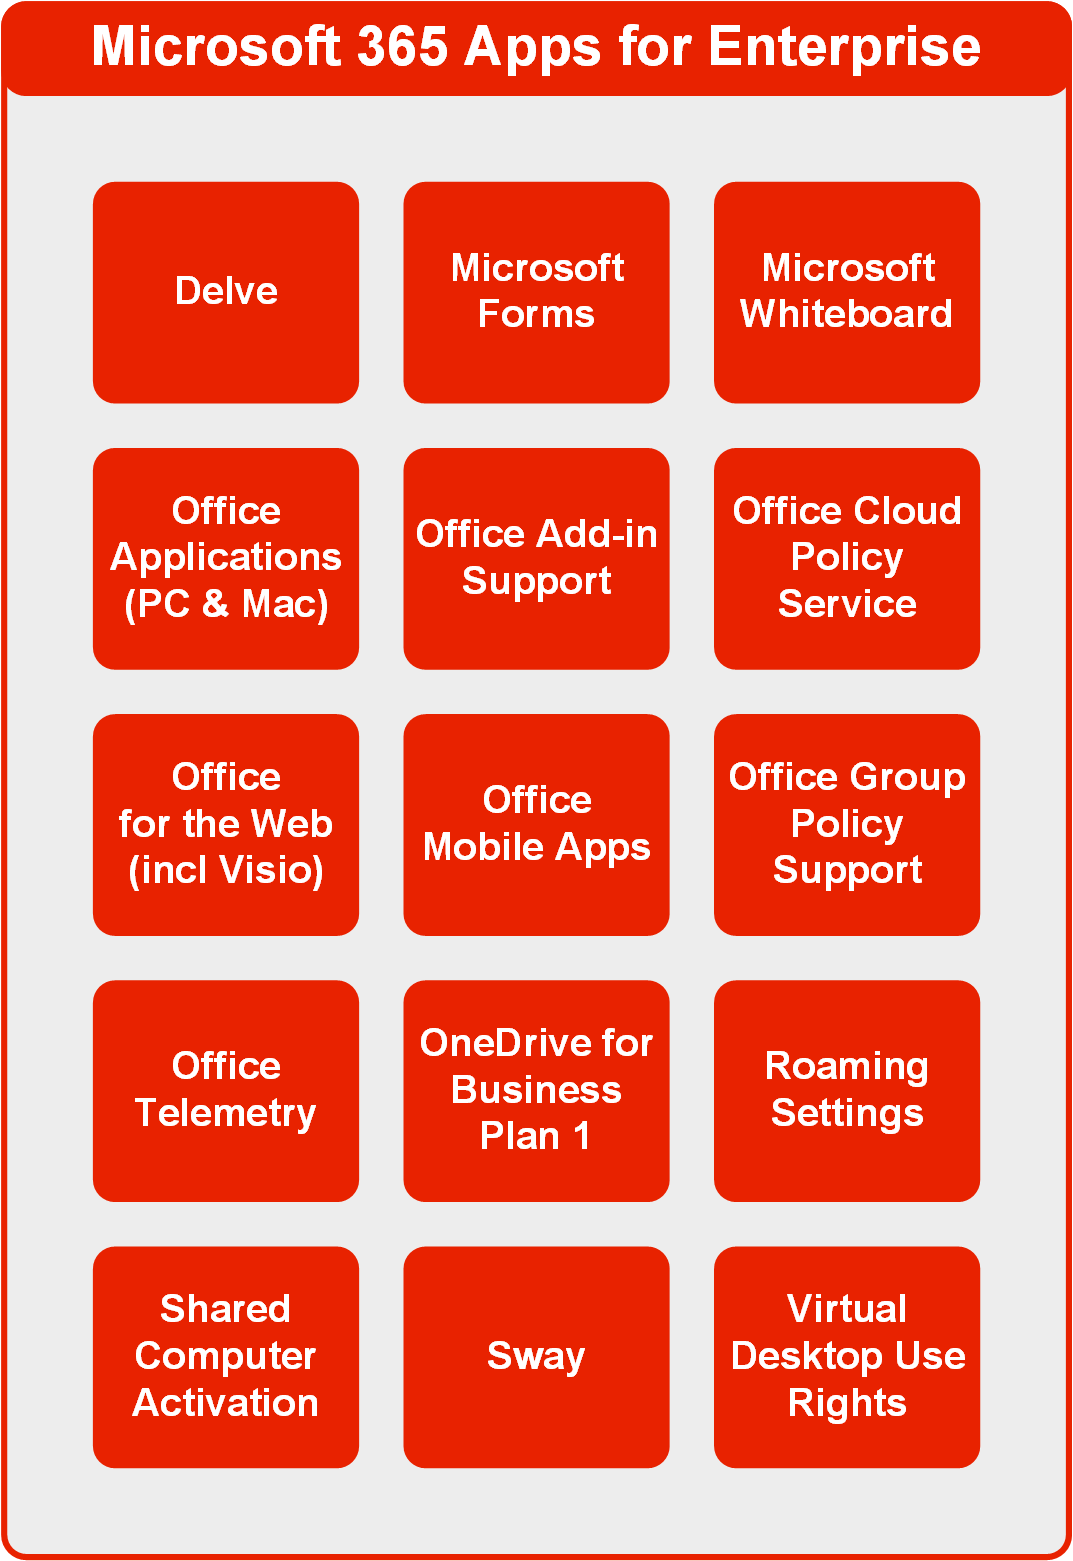 Microsoft 365 Apps for Enterprise
Delve
Microsoft
Forms
Microsoft
Whiteboard
Office
Applications
(PC & Mac)
Office Add-in
Support
Office Cloud
Policy
Service
Office
for the Web
(incl Visio)
Office
Mobile Apps
Office Group
Policy
Support
Office
Telemetry
OneDrive for
Business
Plan 1
Roaming
Settings
Shared
Computer
Activation
Sway
Virtual
Desktop Use
Rights